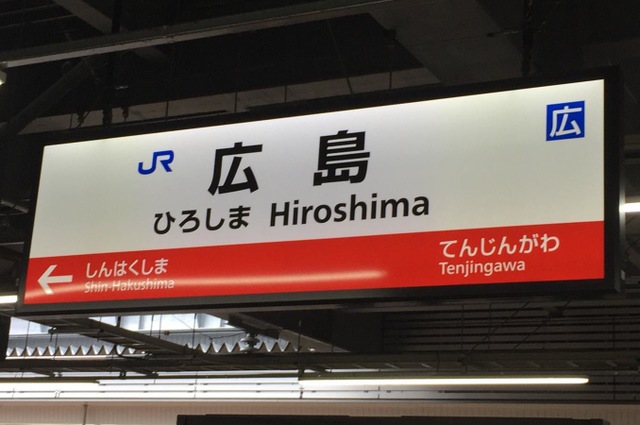 JR 広島 広
ひろしま Hiroshima
しんはくしま てんじんがわ
Shin-Hakushima Tenjingawa